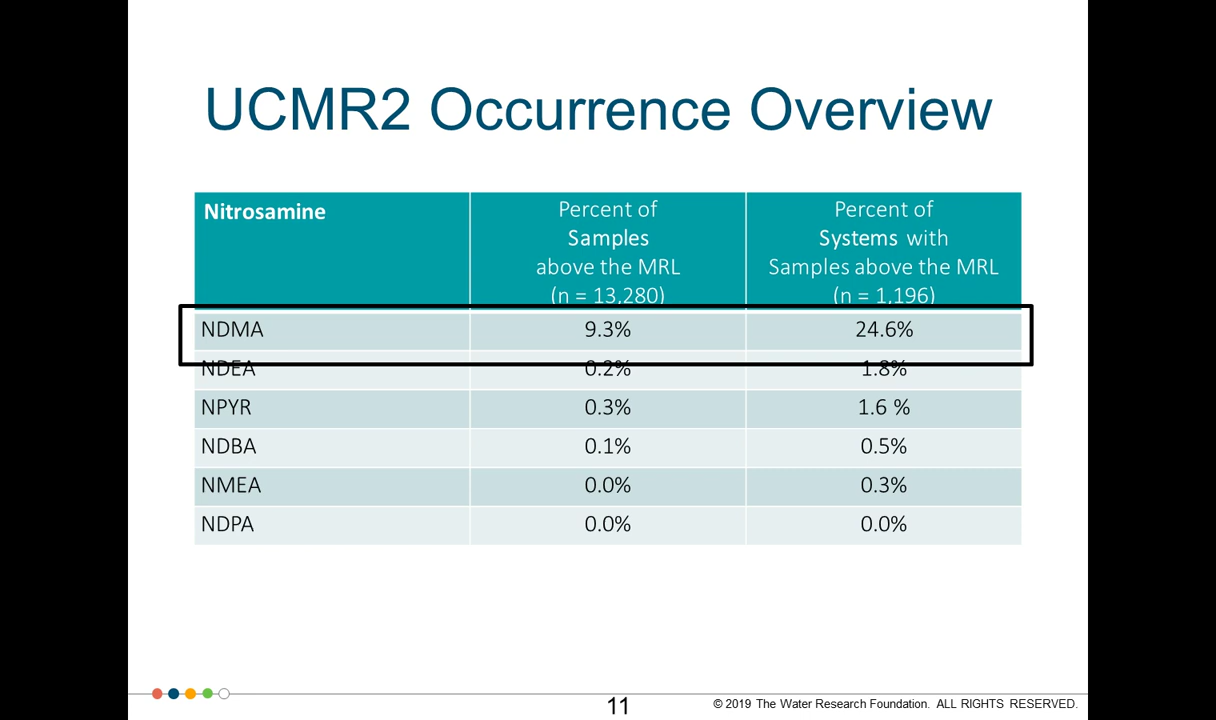 UCMR2 Occurrence Overview
Nitrosamine
Percent of
Samples
above the MRL
(n = 13,280)
Percent of
Systems with
Samples above the MRL
(n = 1,196)
NDMA 9.3% 24.6%
NDEA 0.2% 1.8%
NPYR 0.3% 1.6 %
NDBA 0.1% 0.5%
NMEA 0.0% 0.3%
NDPA 0.0% 0.0%
11
© 2019 The Water Research Foundation. ALL RIGHTS RESERVED.